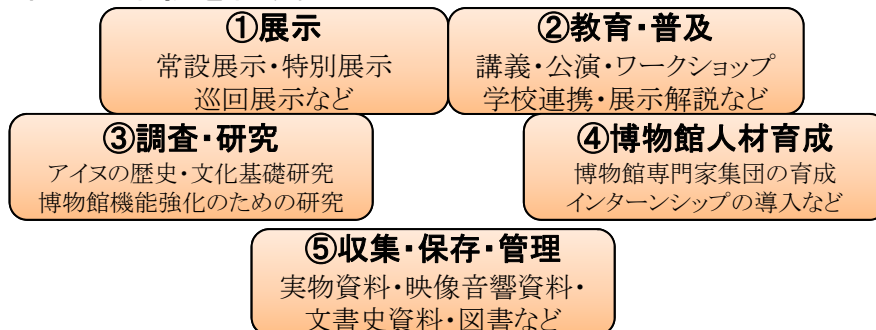 ①展示
常設展示・特別展示
巡回展示など
②教育・普及
講義・公演・ワークショップ
学校連携・展示解説など
③調査・研究
アイヌの歴史・文化基礎研究
博物館機能強化のための研究
④博物館人材育成
博物館専門家集団の育成
インターンシップの導入など
⑤収集・保存・管理
実物資料・映像音響資料・
文書史資料・図書など